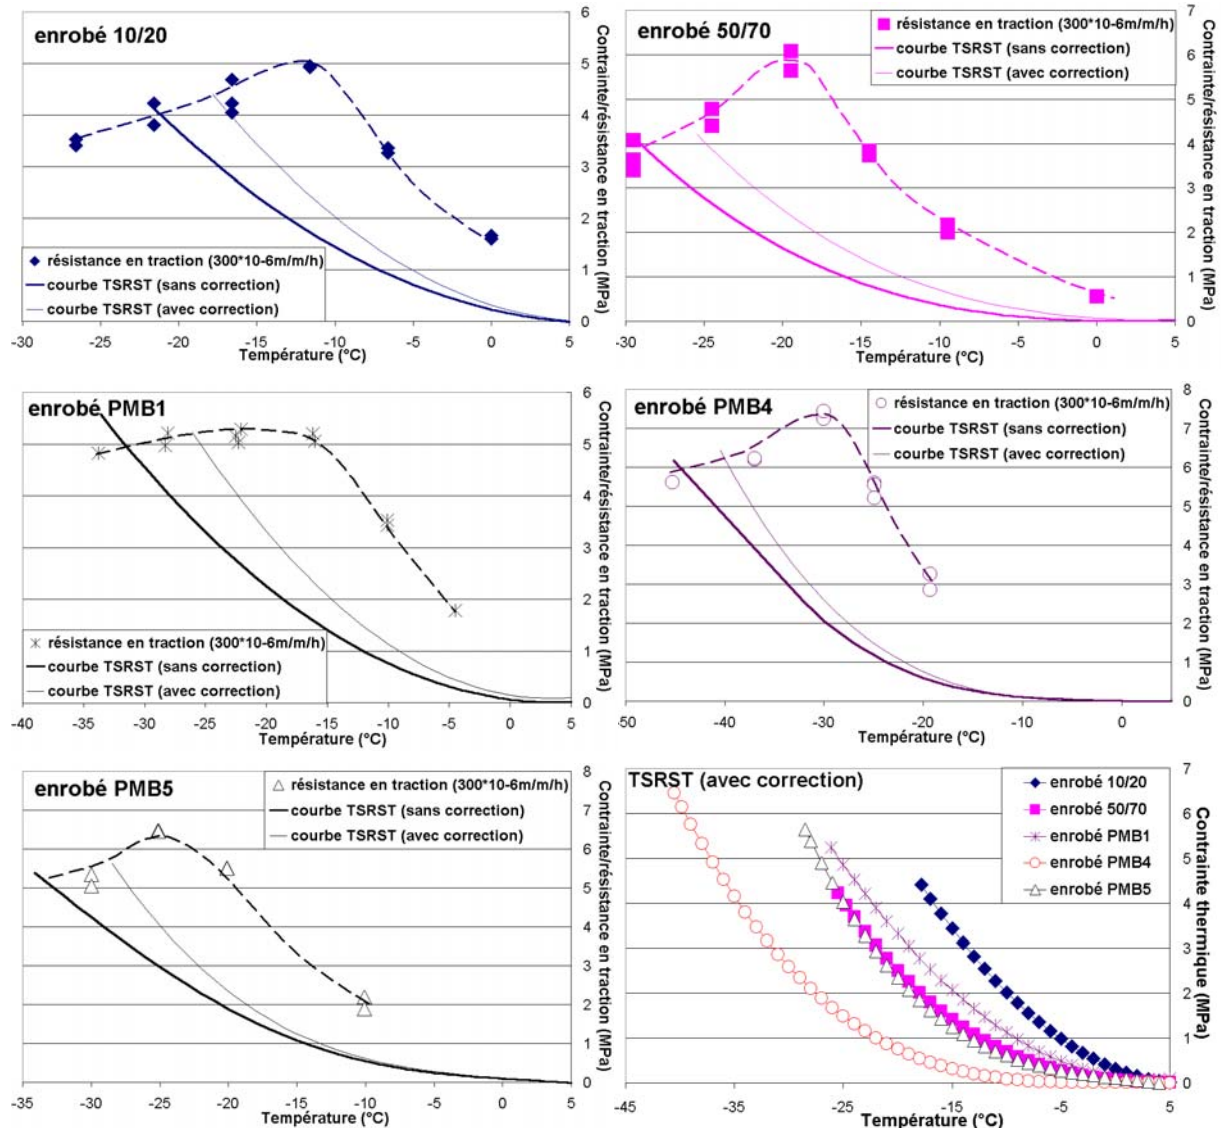 enrobé 10/20
résistance en traction (300*10-6m/m/h)
courbe TSRST (sans correction)
courbe TSRST (avec correction)
-30 -25 -20 -15 -10 -5 0 5
Température (°C)
6
5
4
3
2
1
0
Contrainte/résistance en traction (MPa)
enrobé 50/70
résistance en traction (300*10-6m/m/h)
courbe TSRST (sans correction)
courbe TSRST (avec correction)
-30 -25 -20 -15 -10 -5 0 5
Température (°C)
7
6
5
4
3
2
1
0
Contrainte/résistance en traction (MPa)
enrobé PMB1
résistance en traction (300*10-6m/m/h)
courbe TSRST (sans correction)
courbe TSRST (avec correction)
-40 -35 -30 -25 -20 -15 -10 -5 0 5
Température (°C)
6
5
4
3
2
1
0
Contrainte/résistance en traction (MPa)
enrobé PMB4
résistance en traction (300*10-6m/m/h)
courbe TSRST (sans correction)
courbe TSRST (avec correction)
-50 -40 -30 -20 -10 0
Température (°C)
8
7
6
5
4
3
2
1
0
Contrainte/résistance en traction (MPa)
enrobé PMB5
résistance en traction (300*10-6m/m/h)
courbe TSRST (sans correction)
courbe TSRST (avec correction)
-35 -30 -25 -20 -15 -10 -5 0 5
Température (°C)
8
7
6
5
4
3
2
1
0
Contrainte/résistance en traction (MPa)
TSRST (avec correction)
enrobé 10/20
enrobé 50/70
enrobé PMB1
enrobé PMB4
enrobé PMB5
-45 -35 -25 -15 -5 5
Température (°C)
7
6
5
4
3
2
1
0
Contrainte thermique (MPa)